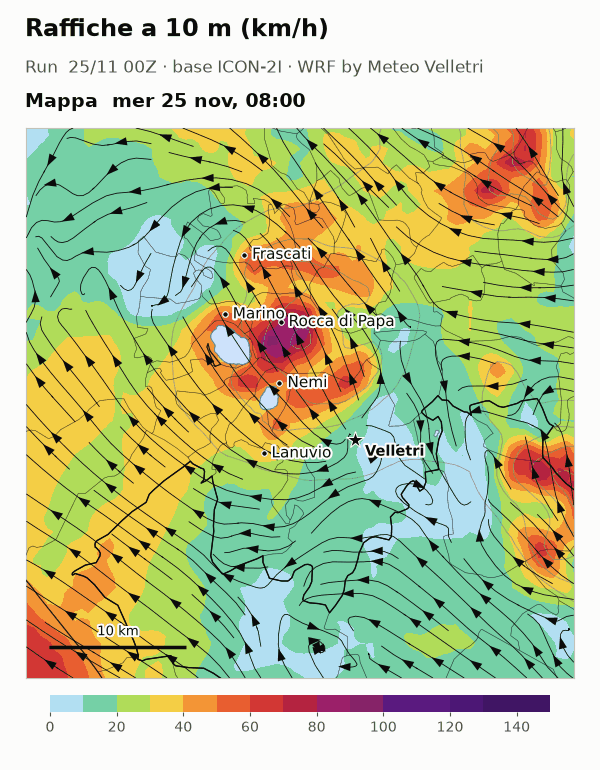 Raffiche a 10 m (km/h)
Run  25/11 00Z · base ICON-2I · WRF by Meteo Velletri
Mappa  mer 25 nov, 08:00
Frascati
Marino
Rocca di Papa
Nemi
Velletri
Lanuvio
10 km
0 20 40 60 80 100 120 140